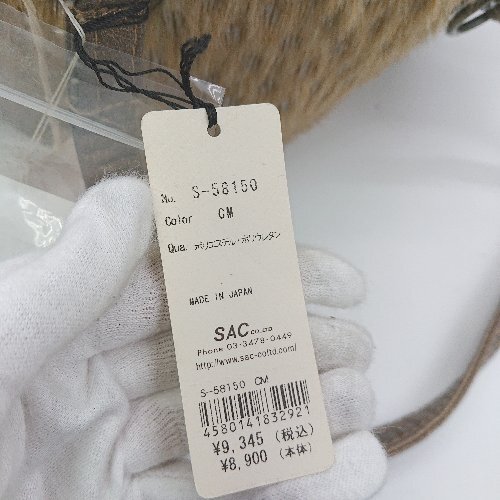 No. S-58150
Color CM
Qua. ポリエステル・ポリウレタン
MADE IN JAPAN
SAC CO.,LTD
Phone 03-3478-0449
http://www.sac-coltd.com/
S-58150 CM
4580141832921
¥9,345 (税込)
¥8,900 (本体)